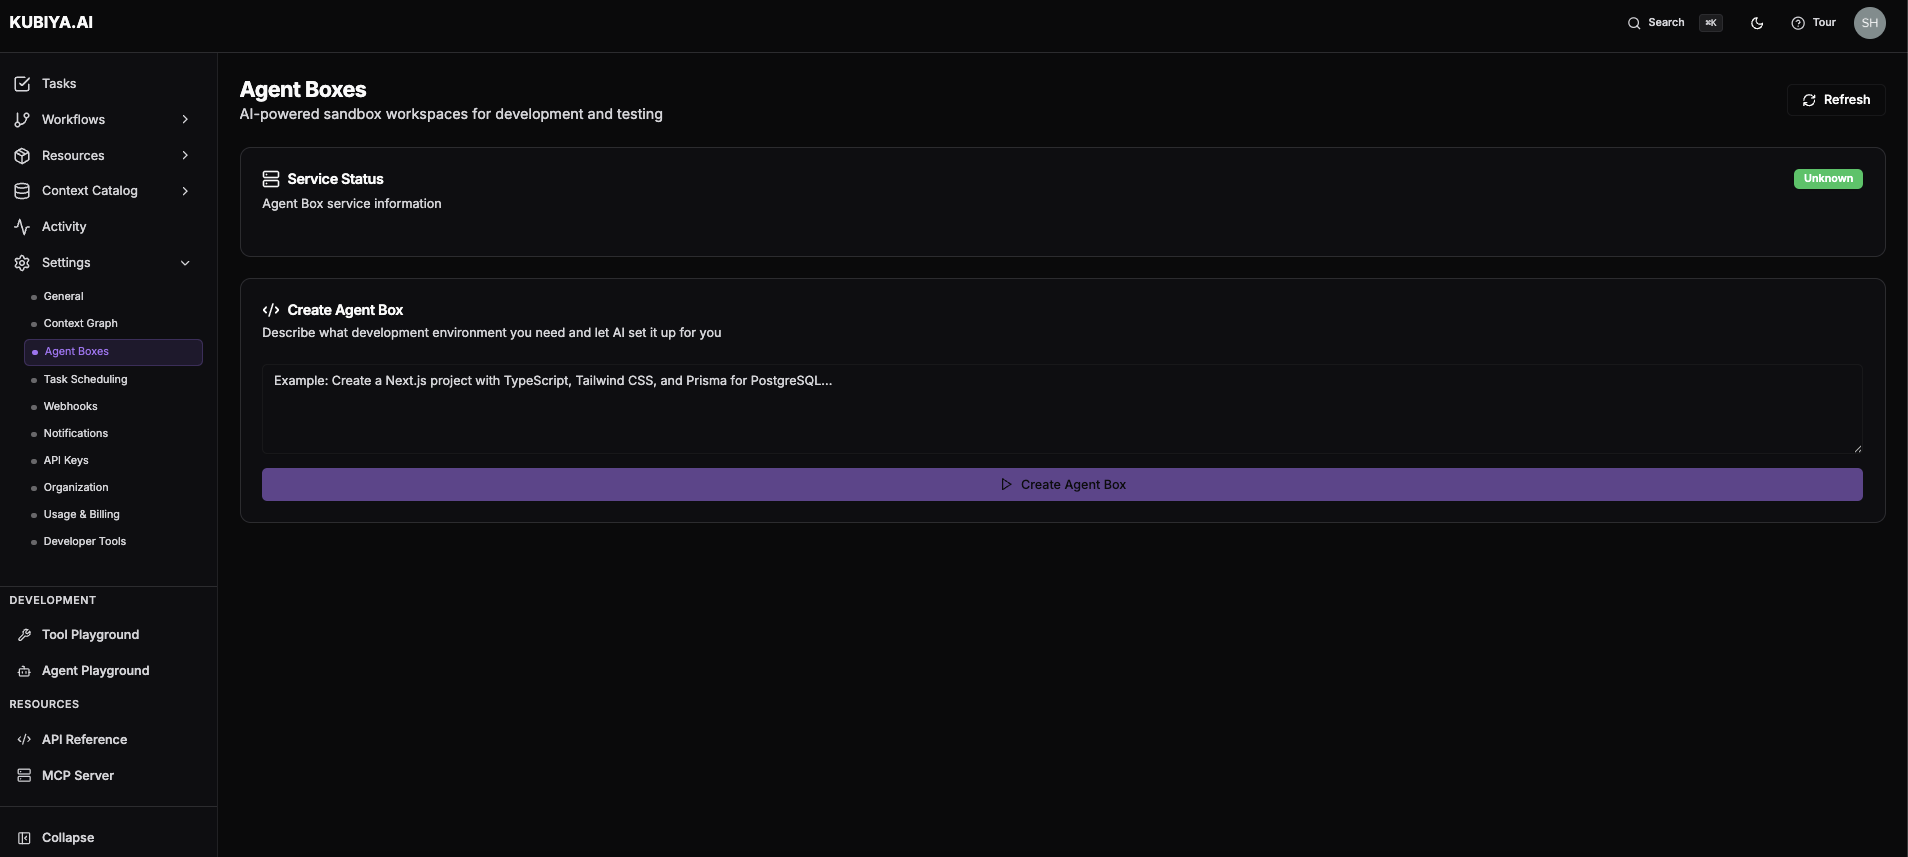 KUBIYA.AI
Search
⌘K
Tour
SH
Tasks
Workflows
Resources
Context Catalog
Activity
Settings
General
Context Graph
Agent Boxes
Task Scheduling
Webhooks
Notifications
API Keys
Organization
Usage & Billing
Developer Tools
DEVELOPMENT
Tool Playground
Agent Playground
RESOURCES
API Reference
MCP Server
Collapse
Agent Boxes
AI-powered sandbox workspaces for development and testing
Refresh
Service Status
Unknown
Agent Box service information
Create Agent Box
Describe what development environment you need and let AI set it up for you
Example: Create a Next.js project with TypeScript, Tailwind CSS, and Prisma for PostgreSQL...
Create Agent Box